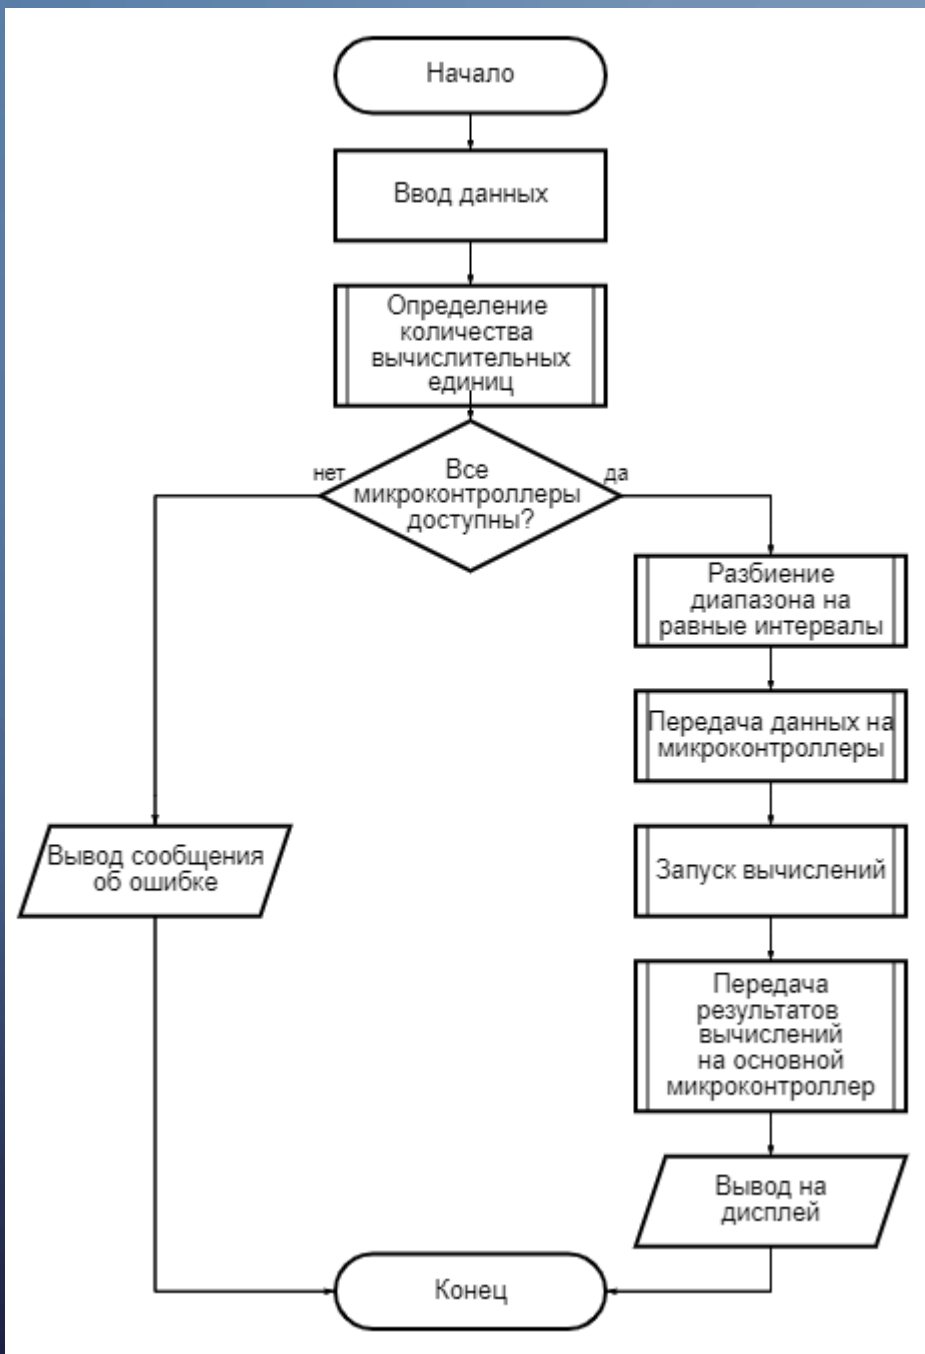 Начало
Ввод данных
Определение
количества
вычислительных
единиц
нет
Все
микроконтроллеры
доступны?
да
Разбиение
диапазона на
равные интервалы
Передача данных на
микроконтроллеры
Вывод сообщения
об ошибке
Запуск вычислений
Передача
результатов
вычислений
на основной
микроконтроллер
Вывод на
дисплей
Конец